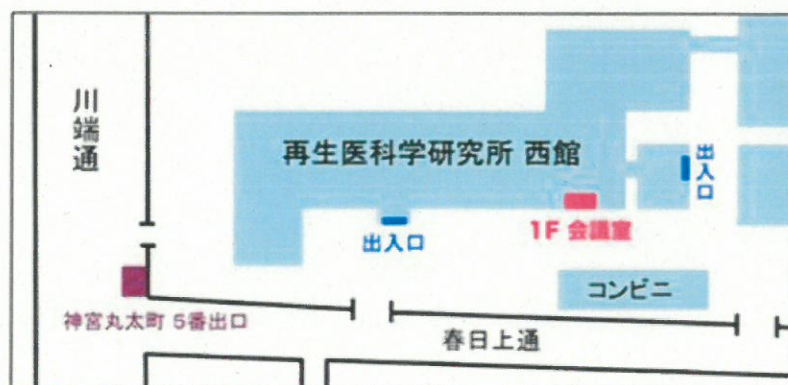 川端通
再生医科学研究所 西館
出入口
1F 会議室
出入口
コンビニ
神宮丸太町 5番出口
春日上通